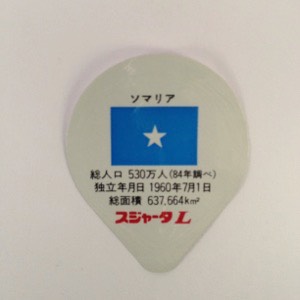 ソマリア
総人口 530万人(84年調べ)
独立年月日 1960年7月1日
総面積 637,664km²
スジャータL